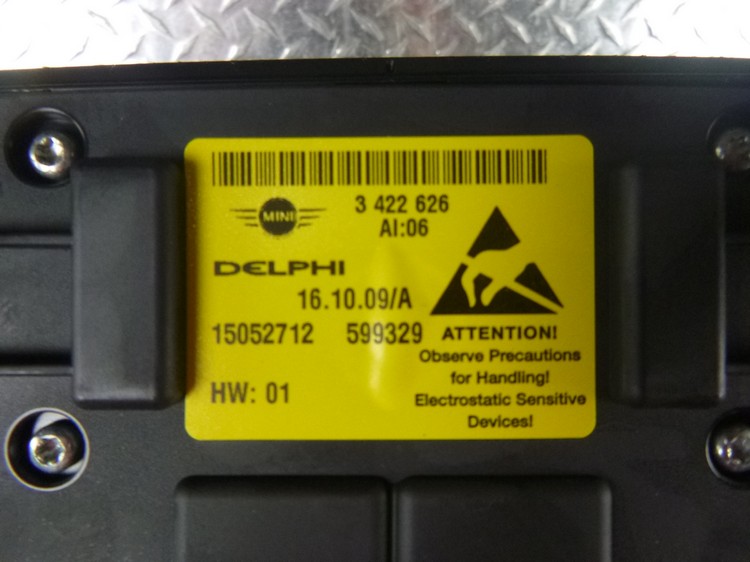 MINI
3 422 626
AI:06
DELPHI
16.10.09/A
15052712 599329
HW: 01
ATTENTION!
Observe Precautions
for Handling!
Electrostatic Sensitive
Devices!